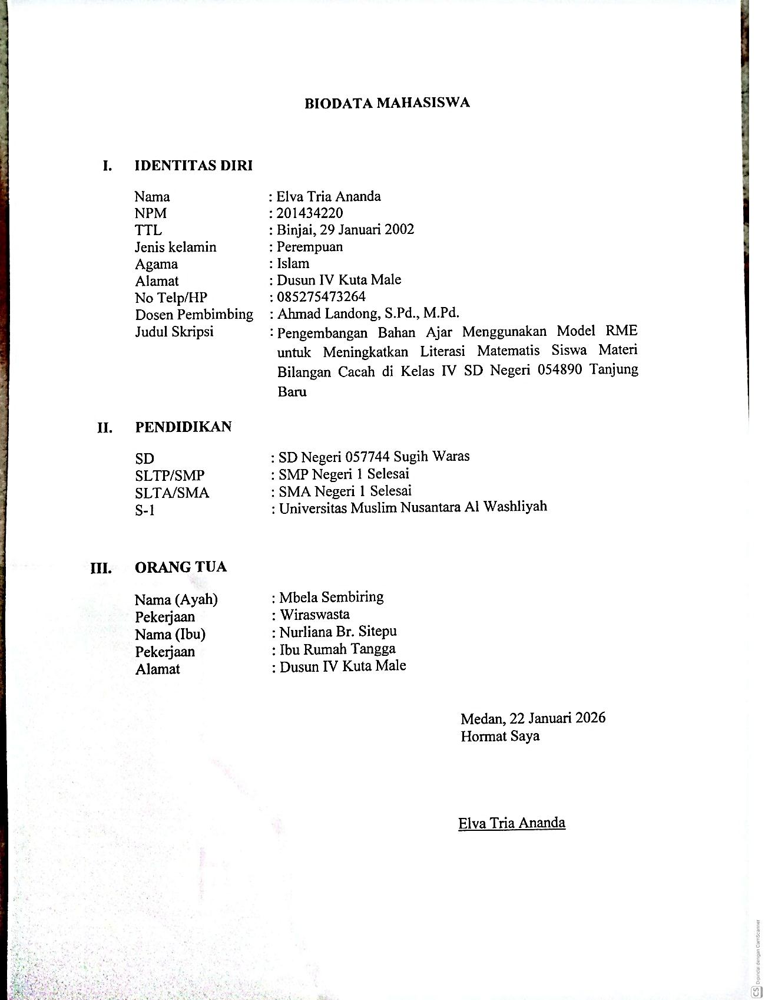 BIODATA MAHASISWA
I. IDENTITAS DIRI
Nama : Elva Tria Ananda
NPM : 201434220
TTL : Binjai, 29 Januari 2002
Jenis kelamin : Perempuan
Agama : Islam
Alamat : Dusun IV Kuta Male
No Telp/HP : 085275473264
Dosen Pembimbing : Ahmad Landong, S.Pd., M.Pd.
Judul Skripsi : Pengembangan Bahan Ajar Menggunakan Model RME
untuk Meningkatkan Literasi Matematis Siswa Materi
Bilangan Cacah di Kelas IV SD Negeri 054890 Tanjung
Baru
II. PENDIDIKAN
SD : SD Negeri 057744 Sugih Waras
SLTP/SMP : SMP Negeri 1 Selesai
SLTA/SMA : SMA Negeri 1 Selesai
S-1 : Universitas Muslim Nusantara Al Washliyah
III. ORANG TUA
Nama (Ayah) : Mbela Sembiring
Pekerjaan : Wiraswasta
Nama (Ibu) : Nurliana Br. Sitepu
Pekerjaan : Ibu Rumah Tangga
Alamat : Dusun IV Kuta Male
Medan, 22 Januari 2026
Hormat Saya
Elva Tria Ananda
CS Dipindai dengan CamScanner